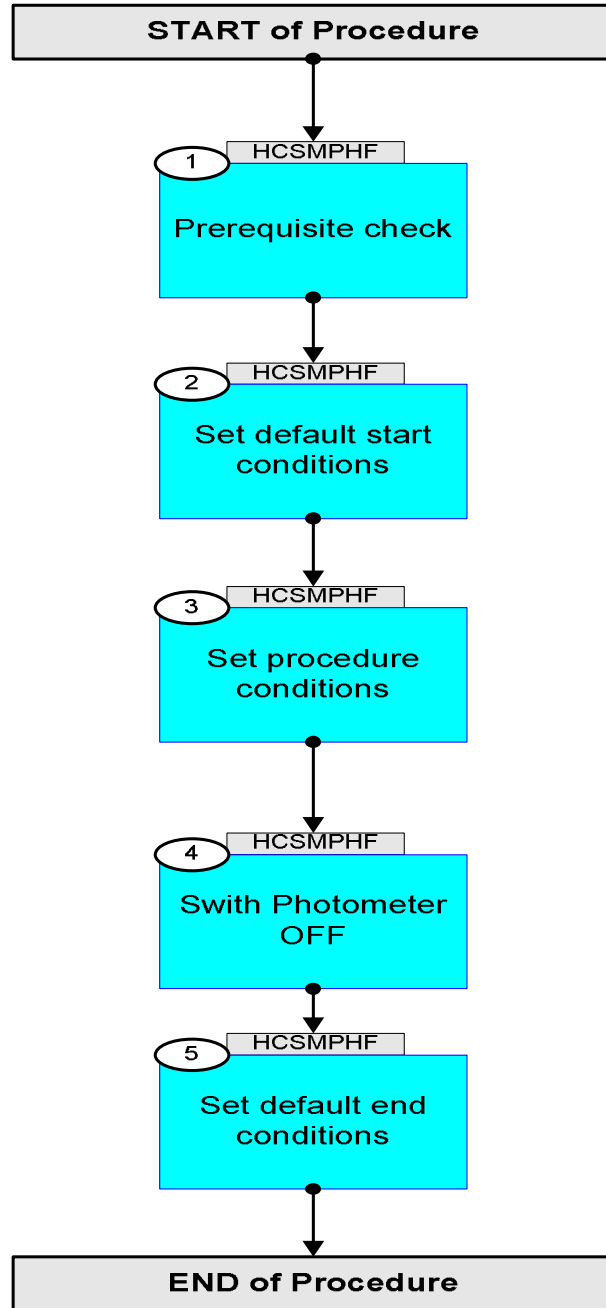 START of Procedure
HCSMPHF
1
Prerequisite check
HCSMPHF
2
Set default start
conditions
HCSMPHF
3
Set procedure
conditions
HCSMPHF
4
Swith Photometer
OFF
HCSMPHF
5
Set default end
conditions
END of Procedure